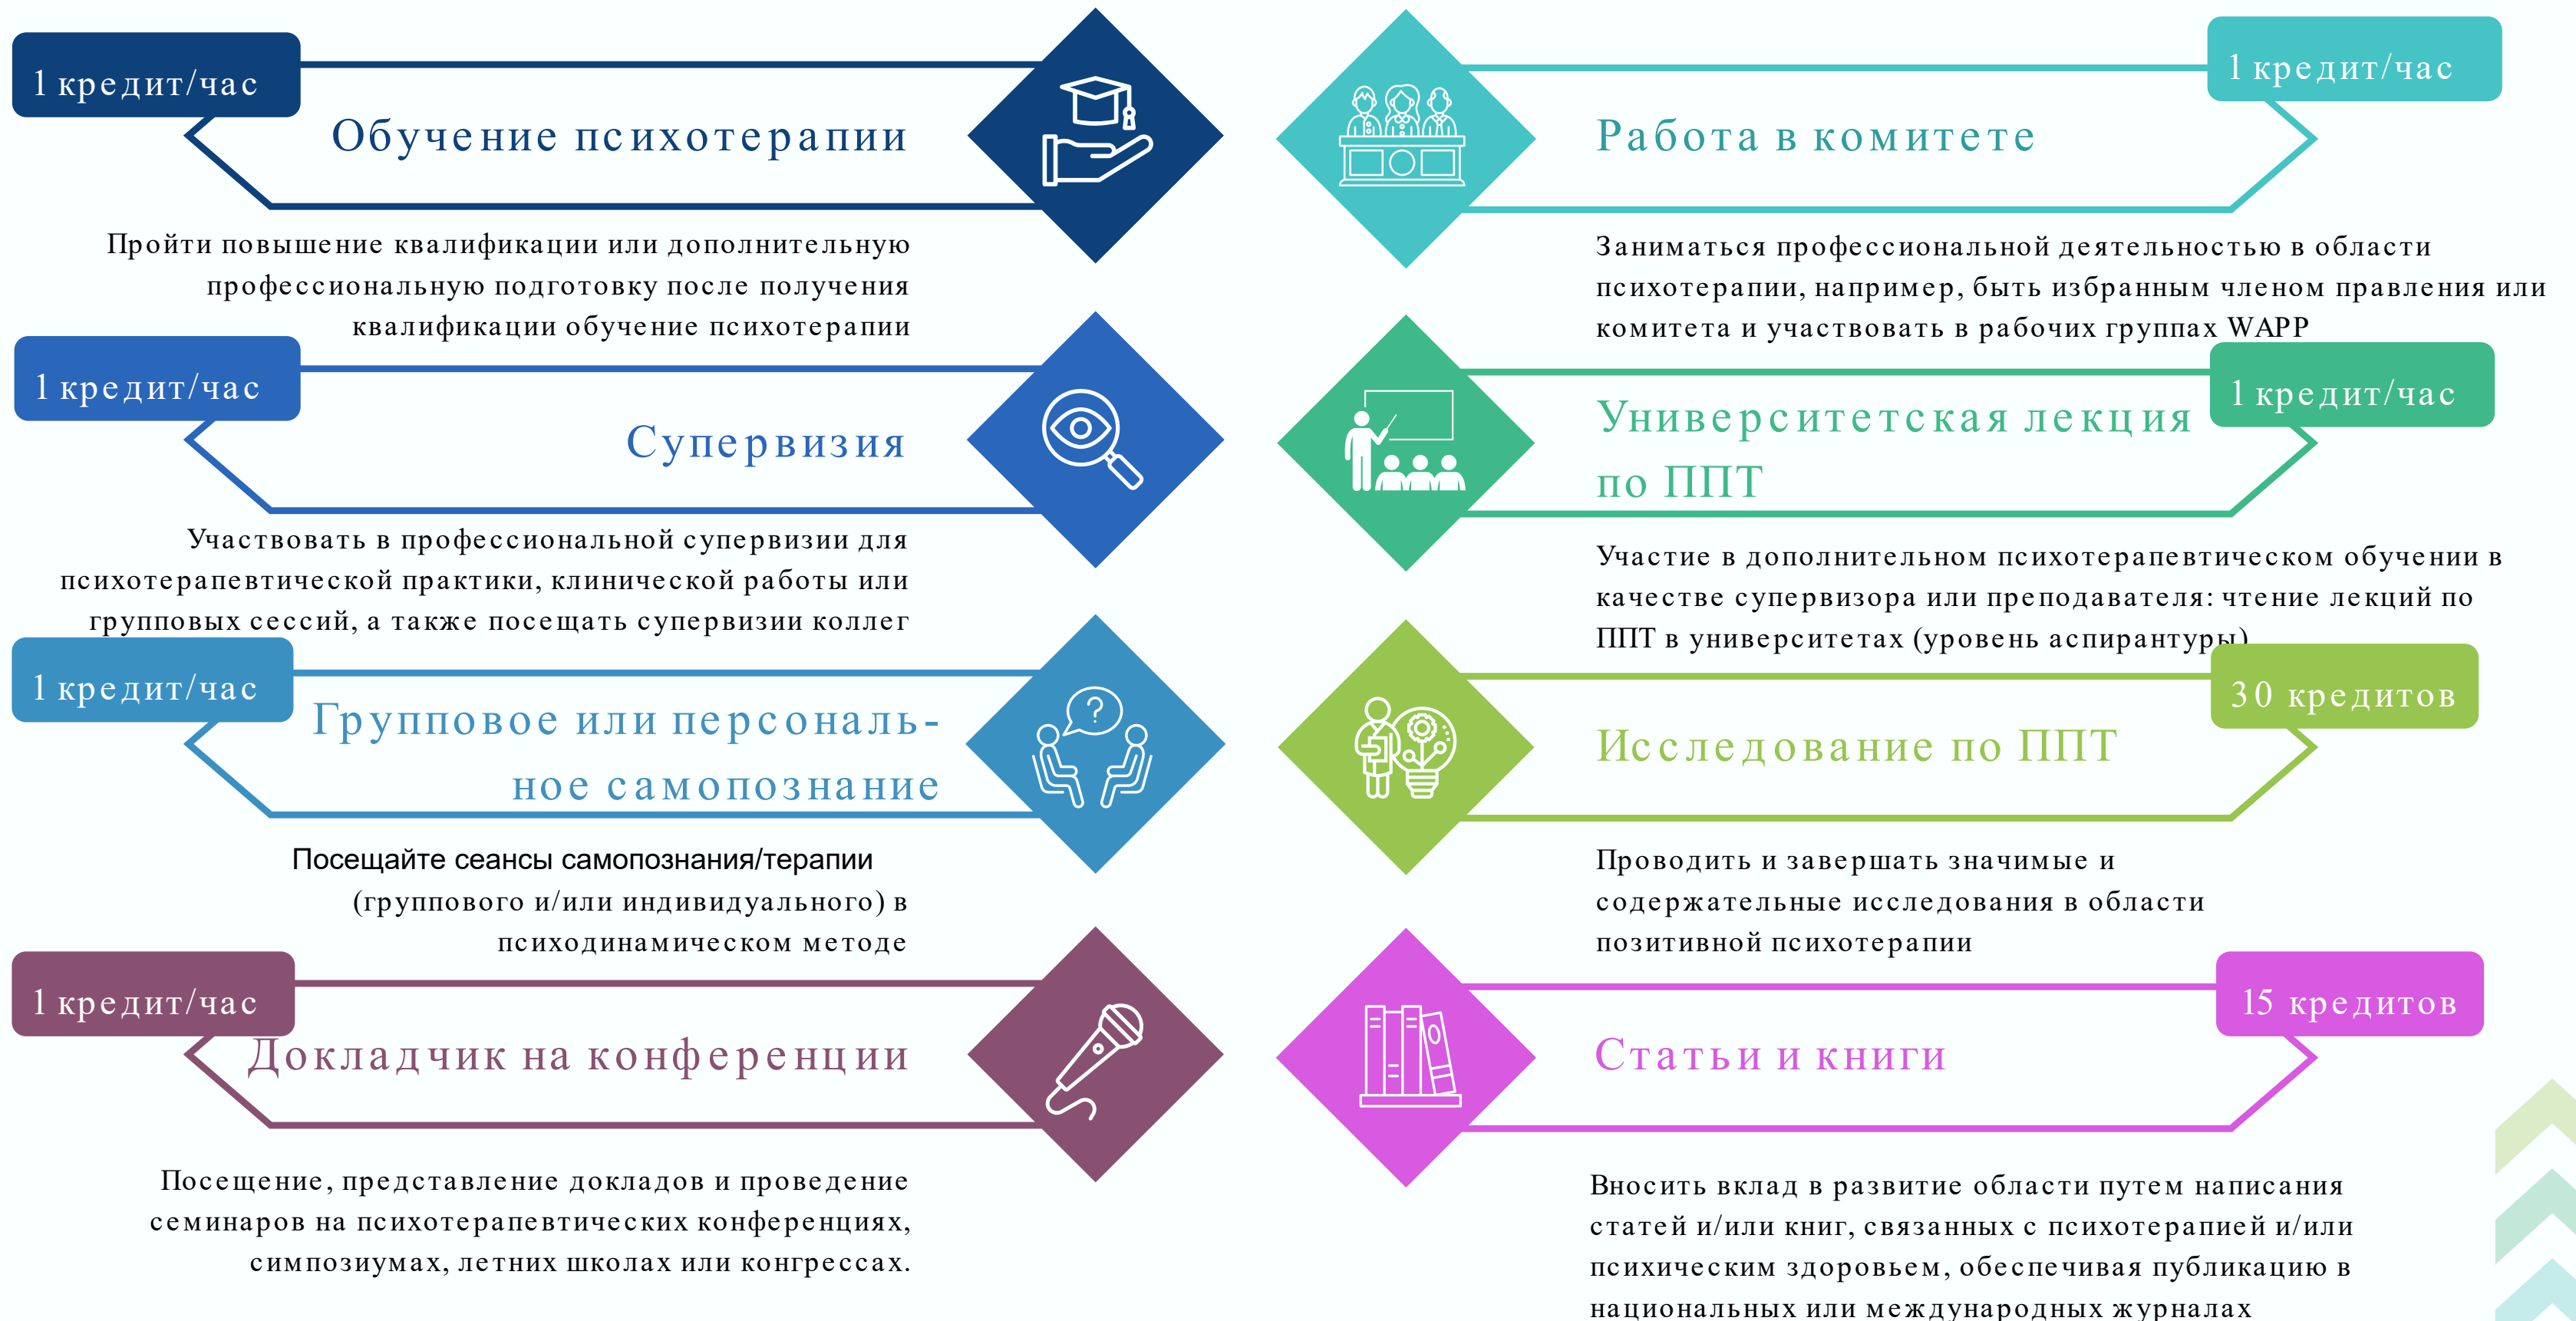 1 кредит/час
Обучение психотерапии
Пройти повышение квалификации или дополнительную
профессиональную подготовку после получения
квалификации обучение психотерапии
1 кредит/час
Супервизия
Участвовать в профессиональной супервизии для
психотерапевтической практики, клинической работы или
групповых сессий, а также посещать супервизии коллег
1 кредит/час
Групповое или персональ-
ное самопознание
?
Посещайте сеансы самопознания/терапии
(группового и/или индивидуального) в
психодинамическом методе
1 кредит/час
Докладчик на конференции
Посещение, представление докладов и проведение
семинаров на психотерапевтических конференциях,
симпозиумах, летних школах или конгрессах.
1 кредит/час
Работа в комитете
Заниматься профессиональной деятельностью в области
психотерапии, например, быть избранным членом правления или
комитета и участвовать в рабочих группах WAPP
1 кредит/час
Университетская лекция
по ППТ
Участие в дополнительном психотерапевтическом обучении в
качестве супервизора или преподавателя: чтение лекций по
ППТ в университетах (уровень аспирантуры)
30 кредитов
Исследование по ППТ
Проводить и завершать значимые и
содержательные исследования в области
позитивной психотерапии
15 кредитов
Статьи и книги
Вносить вклад в развитие области путем написания
статей и/или книг, связанных с психотерапией и/или
психическим здоровьем, обеспечивая публикацию в
национальных или международных журналах